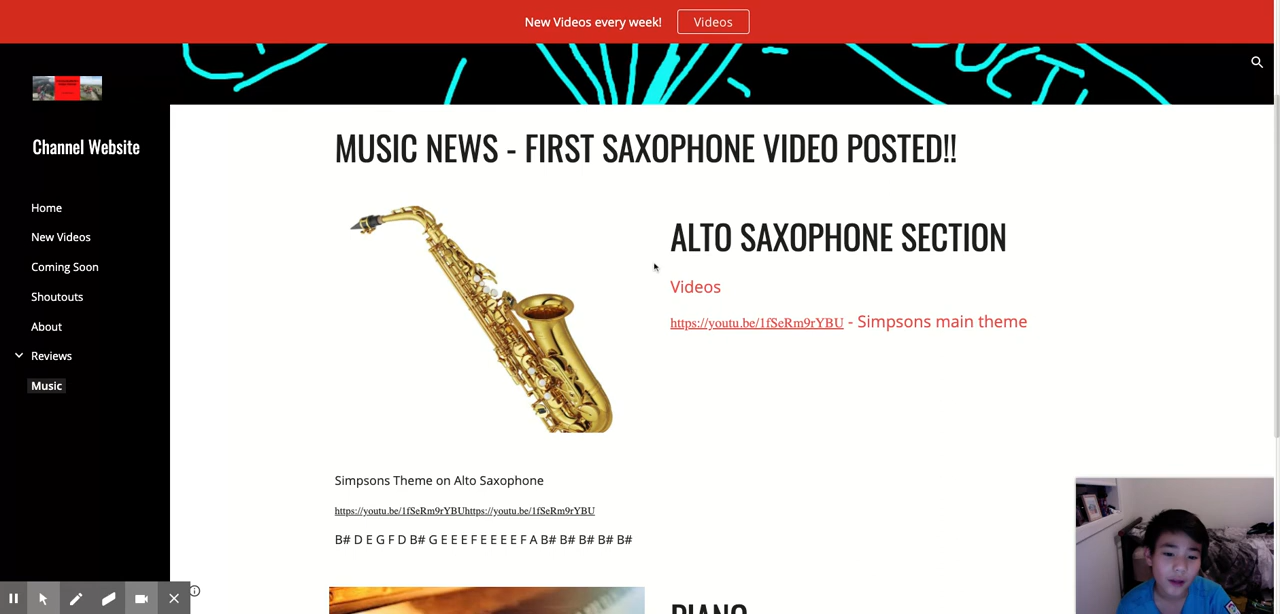 New Videos every week! Videos
Channel Website
Home
New Videos
Coming Soon
Shoutouts
About
Reviews
Music
MUSIC NEWS - FIRST SAXOPHONE VIDEO POSTED!!
ALTO SAXOPHONE SECTION
Videos
https://youtu.be/1fSeRm9rYBU - Simpsons main theme
Simpsons Theme on Alto Saxophone
https://youtu.be/1fSeRm9rYBUhttps://youtu.be/1fSeRm9rYBU
B# D E G F D B# G E E E F E E E E F A B# B# B# B# B#
PIANO